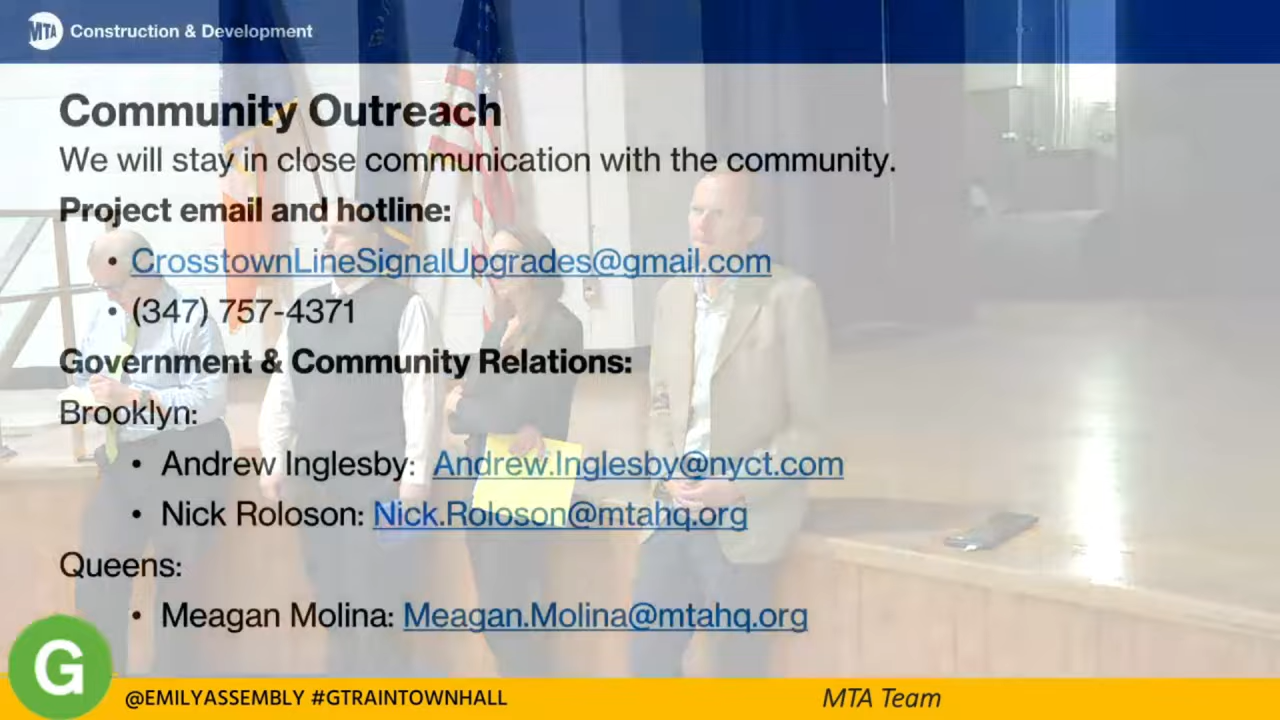 MTA Construction & Development
Community Outreach
We will stay in close communication with the community.
Project email and hotline:
• CrosstownLineSignalUpgrades@gmail.com
• (347) 757-4371
Government & Community Relations:
Brooklyn:
• Andrew Inglesby: Andrew.Inglesby@nyct.com
• Nick Roloson: Nick.Roloson@mtahq.org
Queens:
• Meagan Molina: Meagan.Molina@mtahq.org
G
@EMILYASSEMBLY #GTRAINTOWNHALL
MTA Team